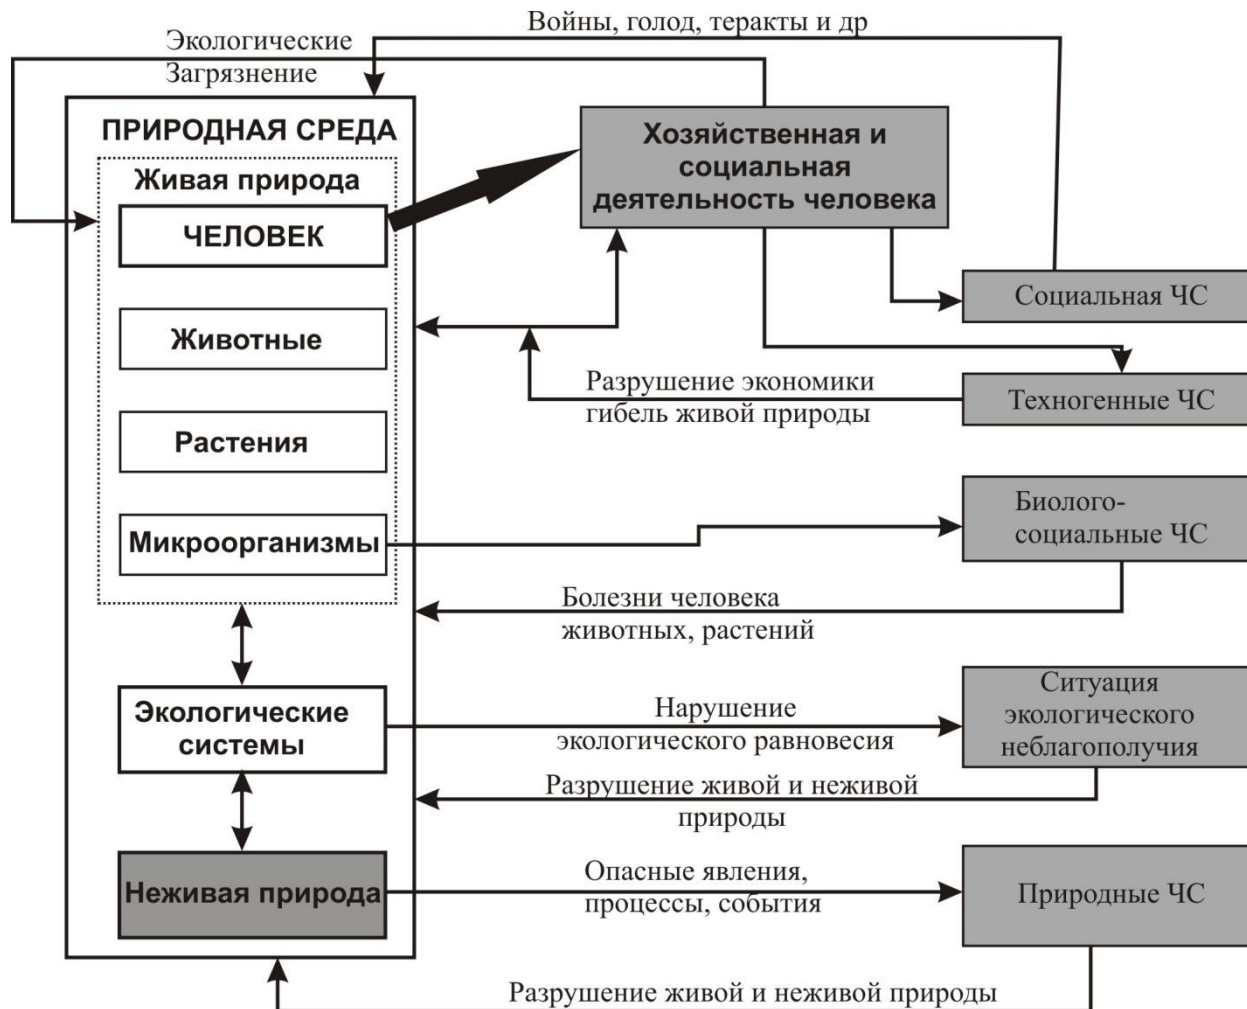 Войны, голод, теракты и др
Экологические
Загрязнение
ПРИРОДНАЯ СРЕДА
Живая природа
ЧЕЛОВЕК
Животные
Растения
Микроорганизмы
Экологические
системы
Неживая природа
Хозяйственная и
социальная
деятельность человека
Социальная ЧС
Разрушение экономики
гибель живой природы
Техногенные ЧС
Биолого-
социальные ЧС
Болезни человека
животных, растений
Нарушение
экологического равновесия
Ситуация
экологического
неблагополучия
Разрушение живой и неживой
природы
Опасные явления,
процессы, события
Природные ЧС
Разрушение живой и неживой природы